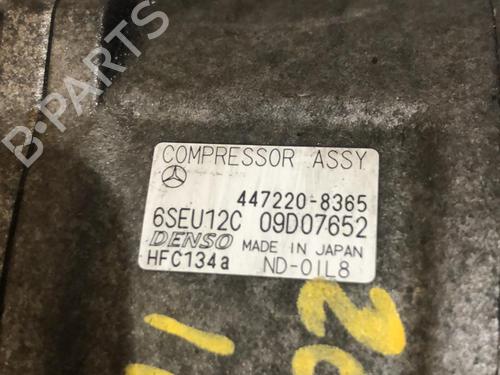 B-PARTS
COMPRESSOR ASSY
447220-8365
6SEU12C 09D07652
DENSO MADE IN JAPAN
HFC134a ND-OIL8